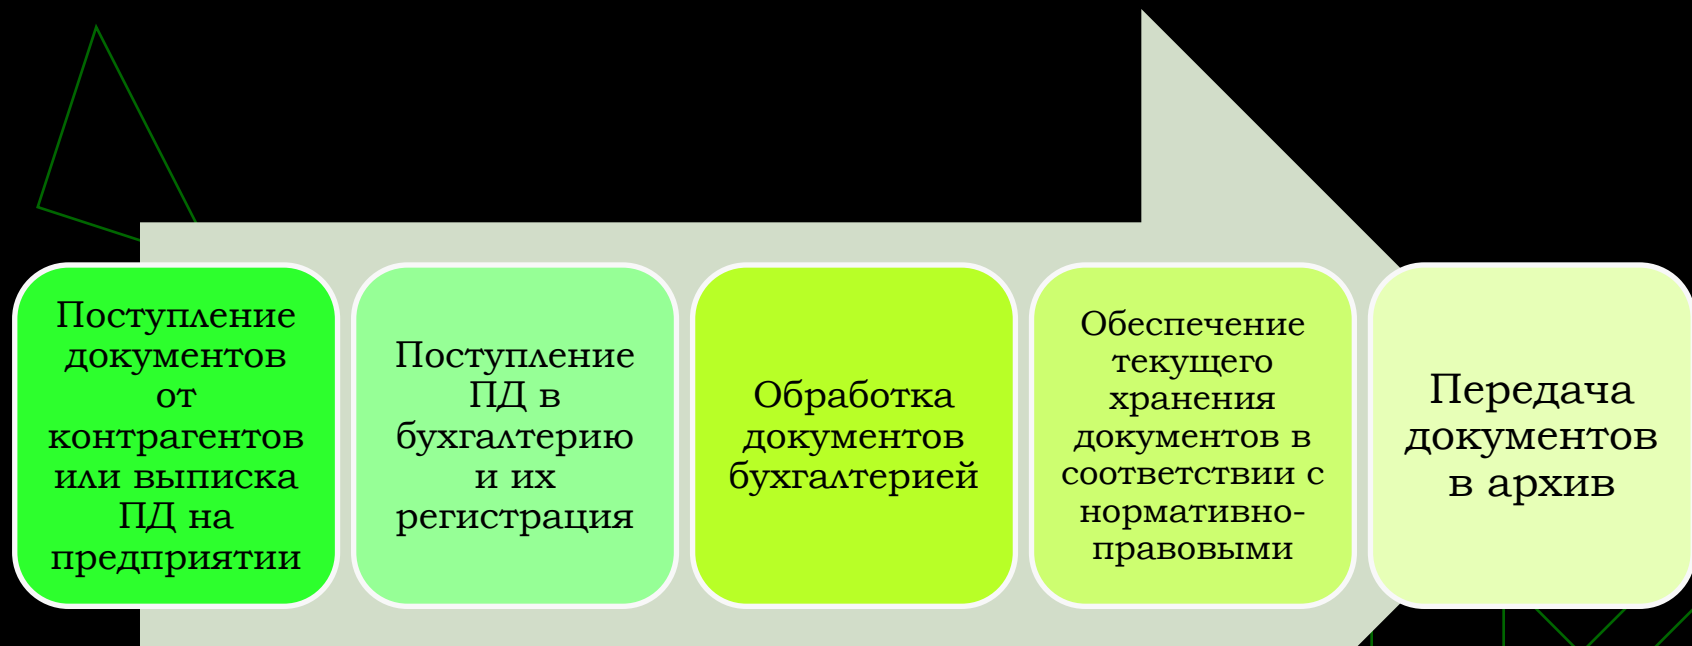 Поступление
документов
от
контрагентов
или выписка
ПД на
предприятии
Поступление
ПД в
бухгалтерию
и их
регистрация
Обработка
документов
бухгалтерией
Обеспечение
текущего
хранения
документов в
соответствии с
нормативно-
правовыми
Передача
документов
в архив